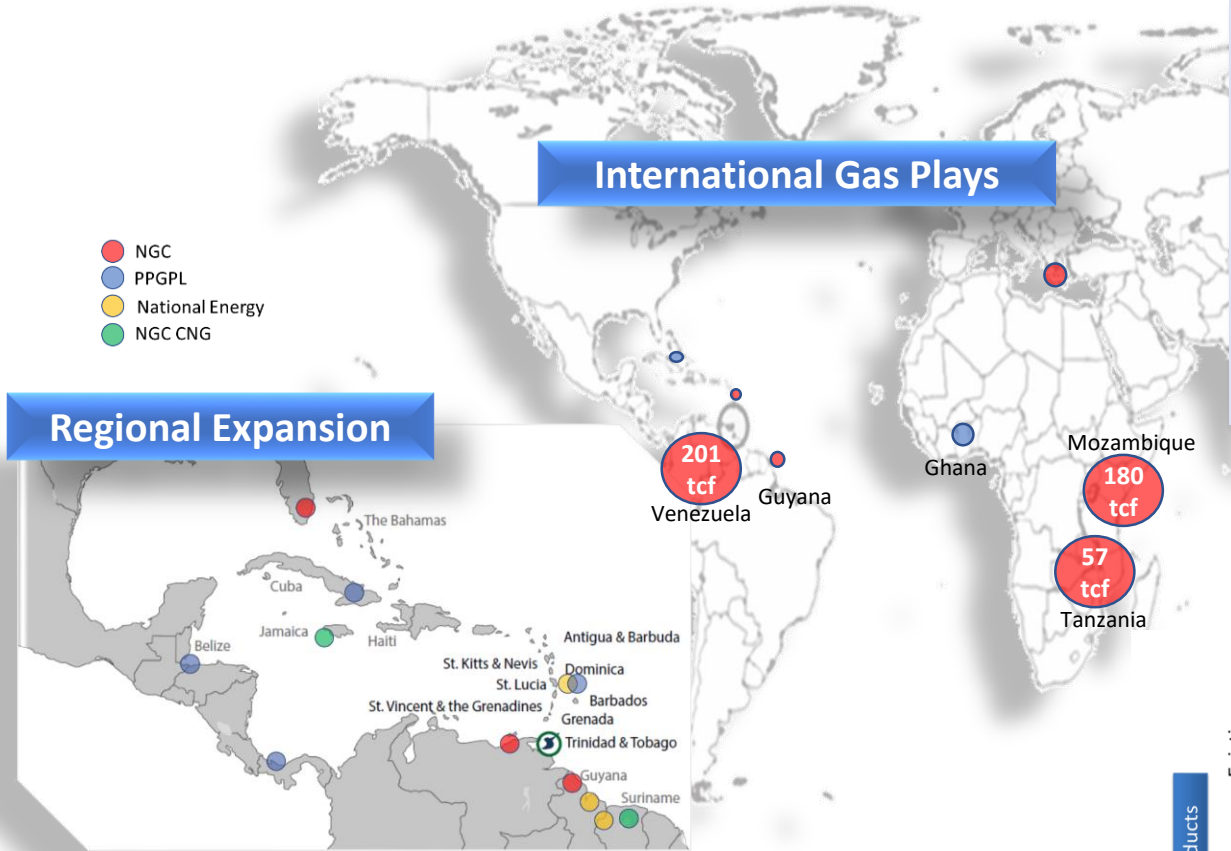 International Gas Plays
NGC
PPGPL
National Energy
NGC CNG
Regional Expansion
201
tcf
Venezuela
Guyana
Ghana
Mozambique
180
tcf
57
tcf
Tanzania
The Bahamas
Cuba
Jamaica
Haiti
Belize
Antigua & Barbuda
St. Kitts & Nevis
Dominica
St. Lucia
Barbados
St. Vincent & the Grenadines
Grenada
Trinidad & Tobago
Guyana
Suriname